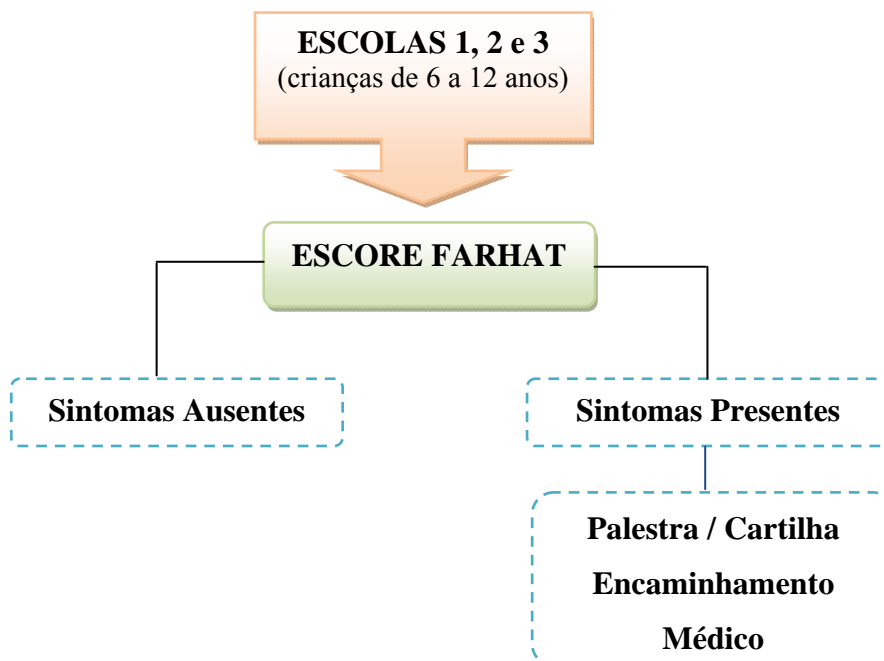 ESCOLAS 1, 2 e 3
(crianças de 6 a 12 anos)
ESCORE FARHAT
Sintomas Ausentes
Sintomas Presentes
Palestra / Cartilha
Encaminhamento
Médico